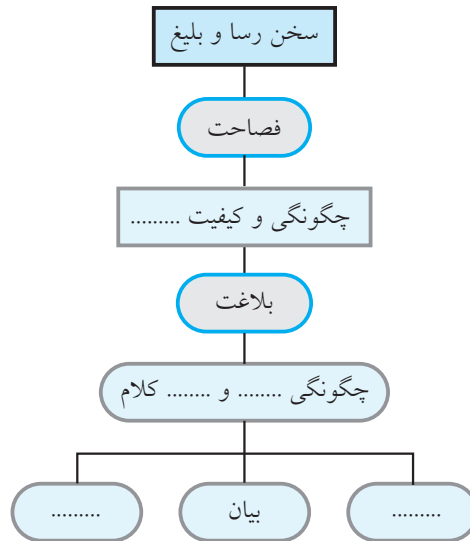 سخن رسا و بلیغ
فصاحت
چگونگی و کیفیت .........
بلاغت
چگونگی ........ و ........ کلام
.........
بیان
.........